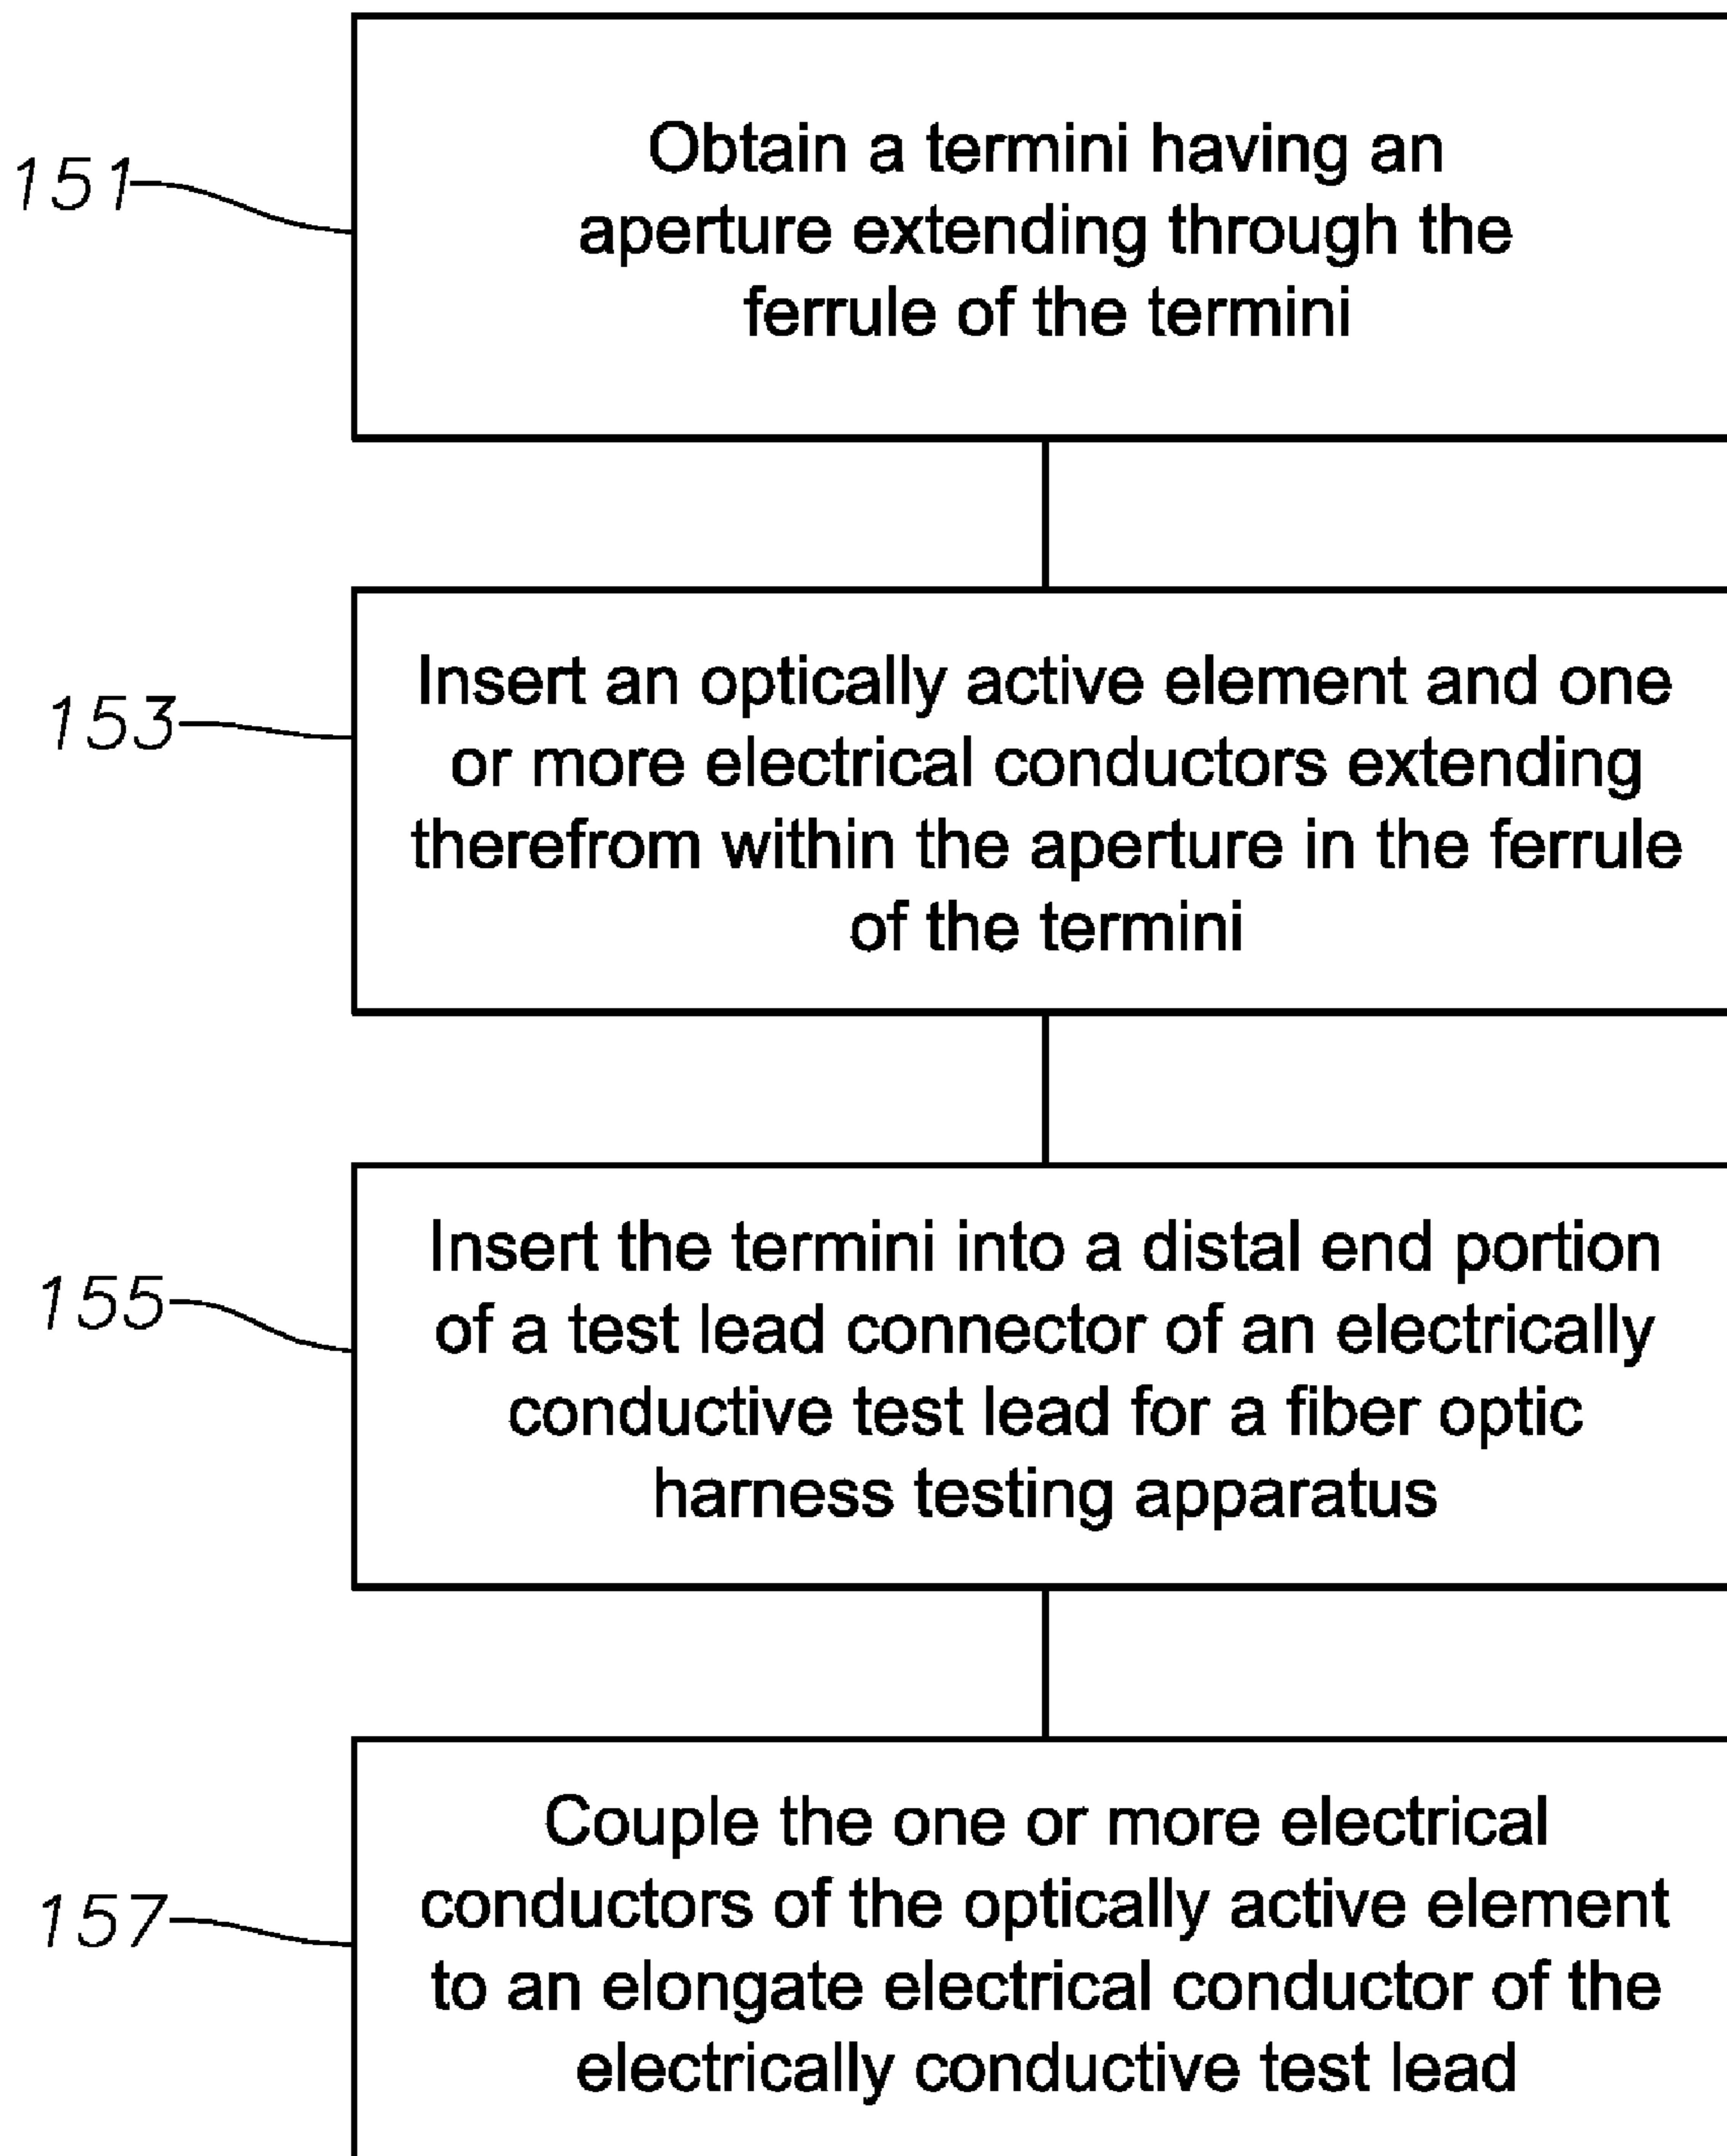 151
Obtain a termini having an
aperture extending through the
ferrule of the termini
153
Insert an optically active element and one
or more electrical conductors extending
therefrom within the aperture in the ferrule
of the termini
155
Insert the termini into a distal end portion
of a test lead connector of an electrically
conductive test lead for a fiber optic
harness testing apparatus
157
Couple the one or more electrical
conductors of the optically active element
to an elongate electrical conductor of the
electrically conductive test lead